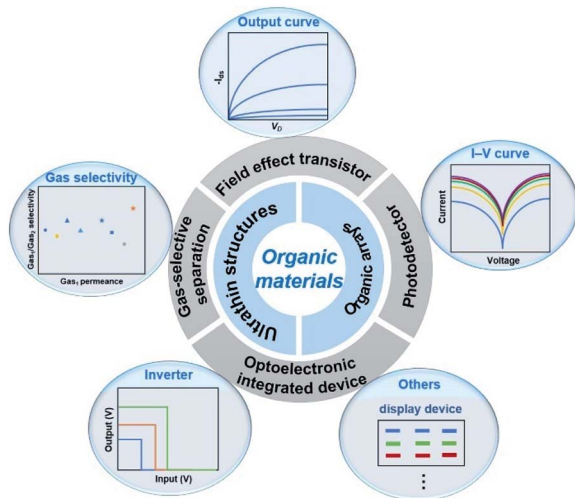 Output curve
-I_ds
V_D
Field effect transistor
Gas selectivity
Gas₁/Gas₂ selectivity
Gas₁ permeance
I–V curve
Current
Voltage
Gas-selective
separation
Ultrathin structures
Organic
materials
Organic arrays
Photodetector
Optoelectronic
integrated device
Inverter
Output (V)
Input (V)
Others
display device
⋮